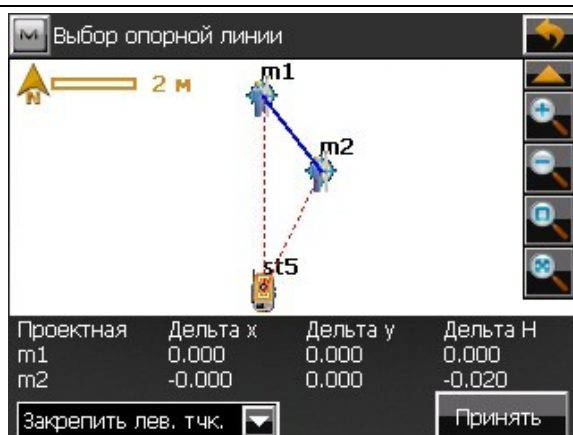 Выбор опорной линии
N
2 м
m1
m2
st5
Проектная Дельта x Дельта y Дельта H
m1 0.000 0.000 0.000
m2 -0.000 0.000 -0.020
Закрепить лев. тчк.
Принять